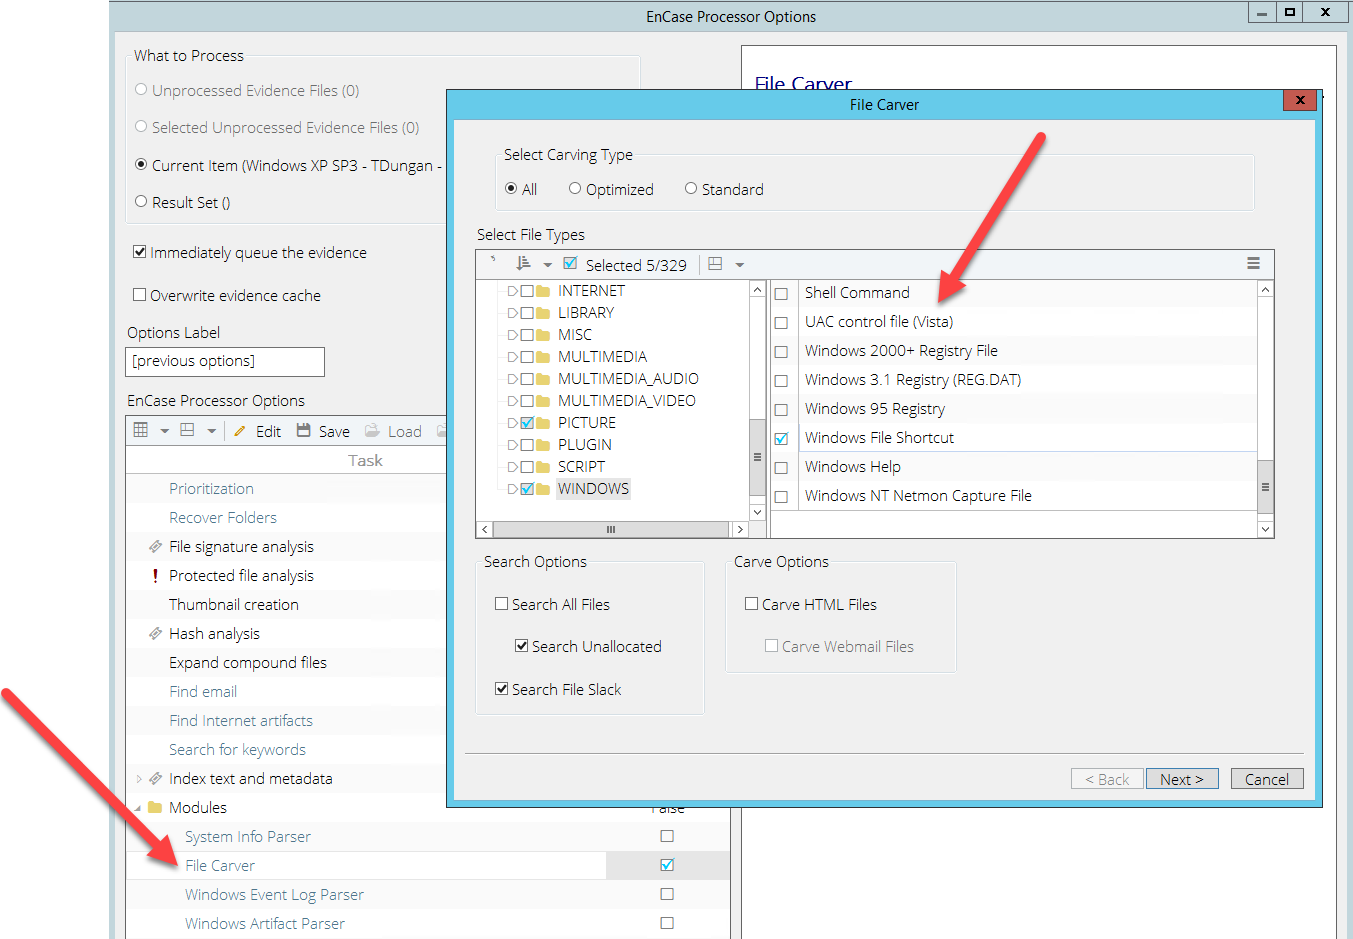 EnCase Processor Options
What to Process
Unprocessed Evidence Files (0)
Selected Unprocessed Evidence Files (0)
Current Item (Windows XP SP3 - TDungan -
Result Set ()
Immediately queue the evidence
Overwrite evidence cache
Options Label
[previous options]
EnCase Processor Options
Edit Save Load
Task
Prioritization
Recover Folders
File signature analysis
Protected file analysis
Thumbnail creation
Hash analysis
Expand compound files
Find email
Find Internet artifacts
Search for keywords
Index text and metadata
Modules False
System Info Parser
File Carver
Windows Event Log Parser
Windows Artifact Parser
File Carver
File Carver
Select Carving Type
All Optimized Standard
Select File Types
Selected 5/329
INTERNET
LIBRARY
MISC
MULTIMEDIA
MULTIMEDIA_AUDIO
MULTIMEDIA_VIDEO
PICTURE
PLUGIN
SCRIPT
WINDOWS
Shell Command
UAC control file (Vista)
Windows 2000+ Registry File
Windows 3.1 Registry (REG.DAT)
Windows 95 Registry
Windows File Shortcut
Windows Help
Windows NT Netmon Capture File
Search Options
Search All Files
Search Unallocated
Search File Slack
Carve Options
Carve HTML Files
Carve Webmail Files
< Back Next > Cancel